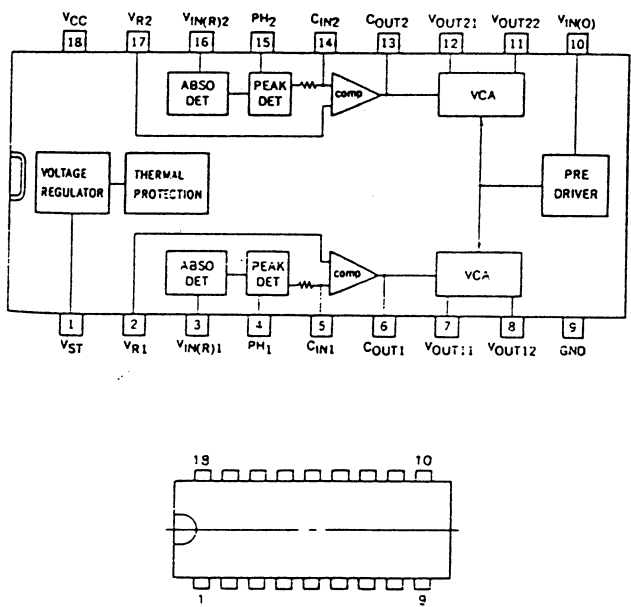 VCC VR2 VIN(R)2 PH2 CIN2 COUT2 VOUT21 VOUT22 VIN(O)
18 17 16 15 14 13 12 11 10
ABSO DET
PEAK DET
comp
VCA
VOLTAGE REGULATOR
THERMAL PROTECTION
PRE DRIVER
ABSO DET
PEAK DET
comp
VCA
1 2 3 4 5 6 7 8 9
VST VR1 VIN(R)1 PH1 CIN1 COUT1 VOUT11 VOUT12 GND
18 10
1 9